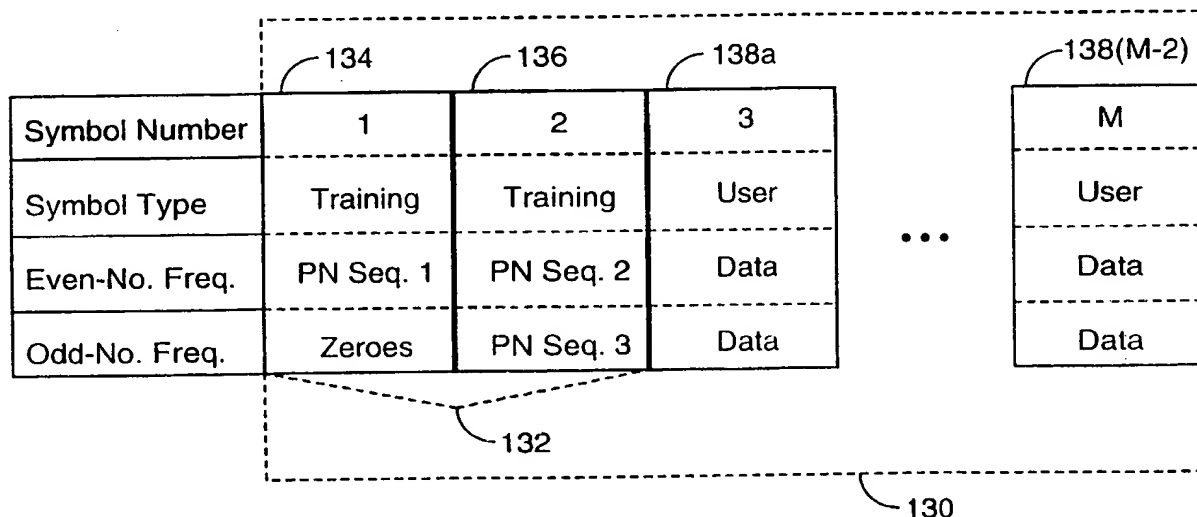 134 136 138a 138(M-2)
Symbol Number 1 2 3 M
Symbol Type Training Training User User
Even-No. Freq. PN Seq. 1 PN Seq. 2 Data ••• Data
Odd-No. Freq. Zeroes PN Seq. 3 Data Data
132
130